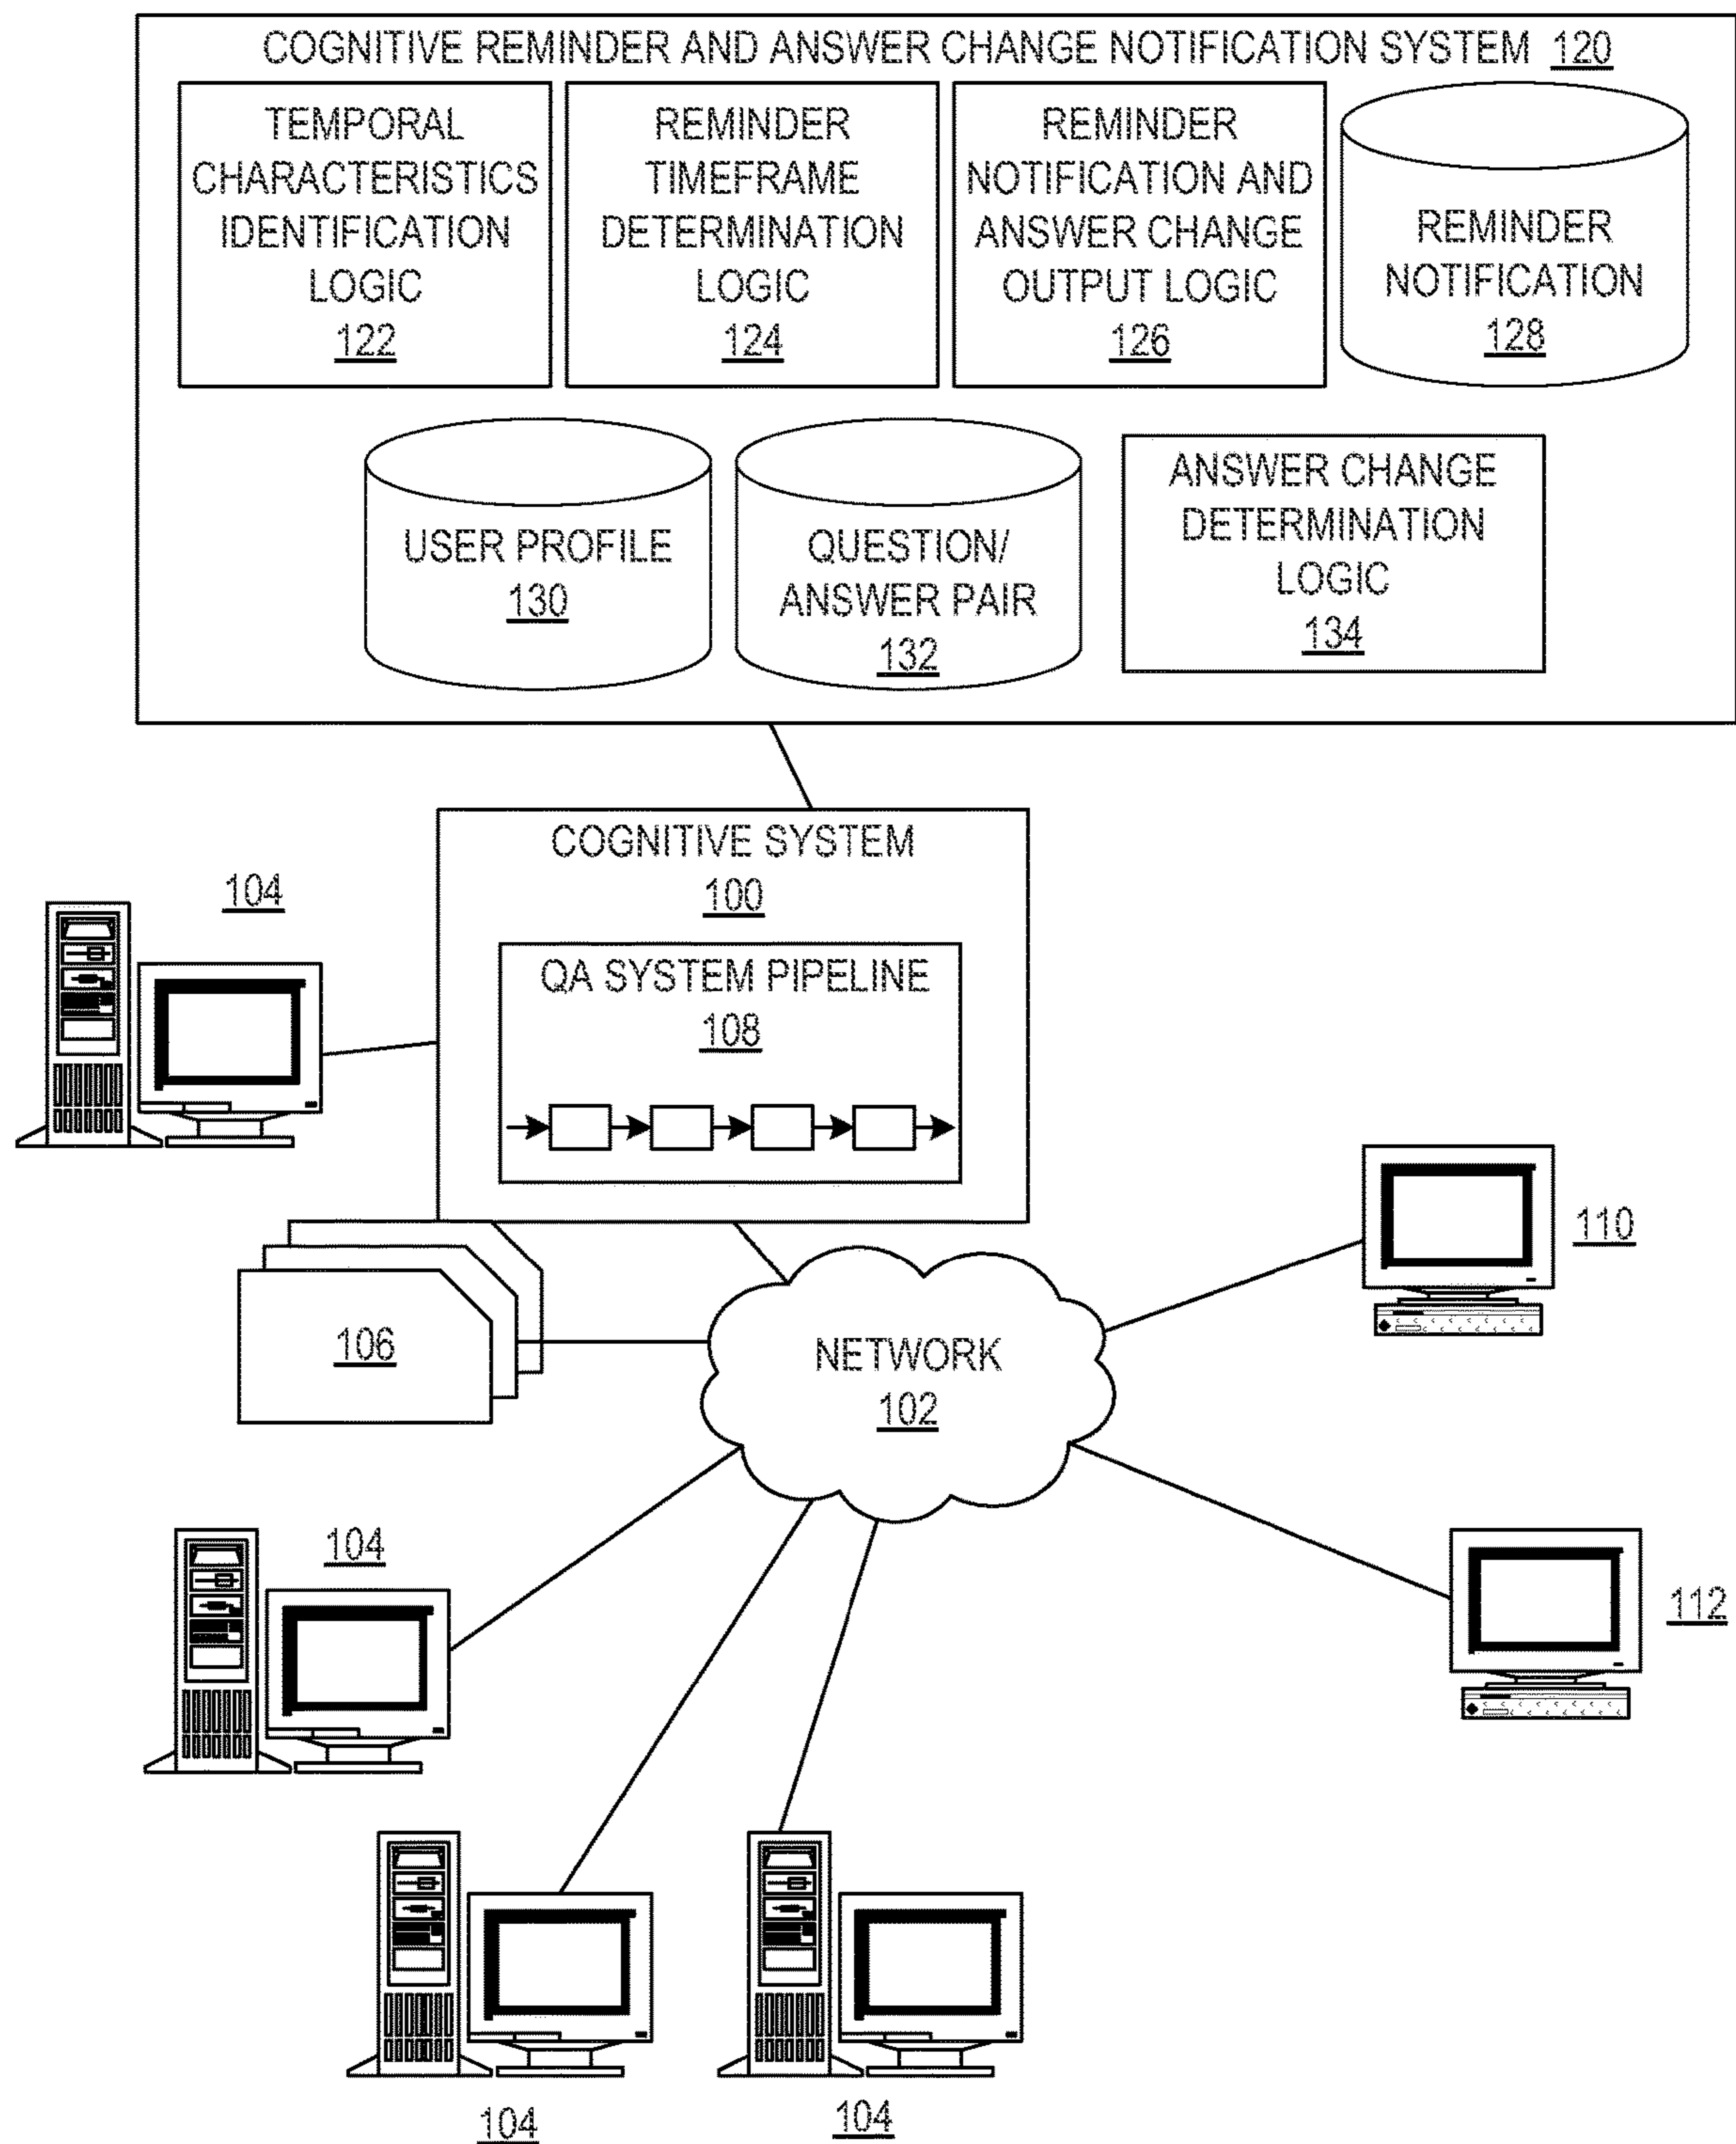 COGNITIVE REMINDER AND ANSWER CHANGE NOTIFICATION SYSTEM 120
TEMPORAL
CHARACTERISTICS
IDENTIFICATION
LOGIC
122
REMINDER
TIMEFRAME
DETERMINATION
LOGIC
124
REMINDER
NOTIFICATION AND
ANSWER CHANGE
OUTPUT LOGIC
126
REMINDER
NOTIFICATION
128
USER PROFILE
130
QUESTION/
ANSWER PAIR
132
ANSWER CHANGE
DETERMINATION
LOGIC
134
COGNITIVE SYSTEM
100
QA SYSTEM PIPELINE
108
104
110
106
NETWORK
102
104
112
104
104